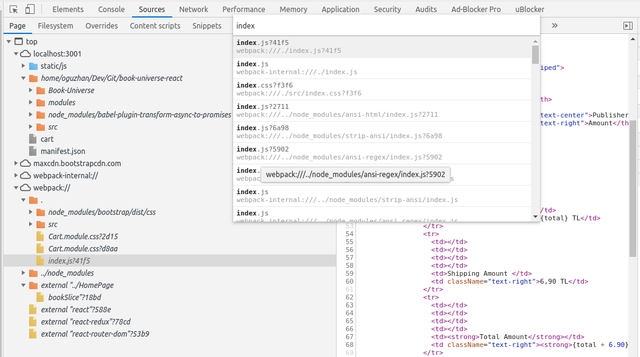 Elements Console Sources Network Performance Memory Application Security Audits Ad-Blocker Pro uBlocker
Page Filesystem Overrides Content scripts Snippets
index
top
localhost:3001
static/js
home/oguzhan/Dev/Git/book-universe-react
Book-Universe
modules
node_modules/babel-plugin-transform-async-to-promises
src
cart
manifest.json
maxcdn.bootstrapcdn.com
webpack-internal://
webpack://
.
node_modules/bootstrap/dist/css
src
Cart.module.css?2d15
Cart.module.css?d8aa
index.js?41f5
../node_modules
external "../HomePage
bookSlice"?18bd
external "react"?588e
external "react-redux"?78cd
external "react-router-dom"?53b9
index.js?41f5
webpack:///./index.js?41f5
index.js
webpack-internal:///./index.js
index.css?f3f6
webpack:///./src/index.css?f3f6
index.js?2711
webpack:///../node_modules/ansi-html/index.js?2711
index.js?6a98
webpack:///../node_modules/strip-ansi/index.js?6a98
index.js?5902
webpack:///../node_modules/ansi-regex/index.js?5902
index.
webpack:///../node_modules/ansi-regex/index.js?5902
index.js
webpack-internal:///../node_modules/strip-ansi/index.js
index.js
webpack-internal:///../node_modules/ansi-regex/index.js
iped">
th>
text-center">Publisher
"text-right">Amount</th>
/td>
{total} TL</td>
53 </tr>
54 <tr>
55 <td></td>
56 <td></td>
57 <td></td>
58 <td></td>
59 <td>Shipping Amount </td>
60 <td className="text-right">6,90 TL</td>
61 </tr>
62 <tr>
63 <td></td>
64 <td></td>
65 <td></td>
66 <td></td>
67 <td><strong>Total Amount</strong></td>
68 <td className="text-right"><strong>{total + 6.90}
69 </tr>